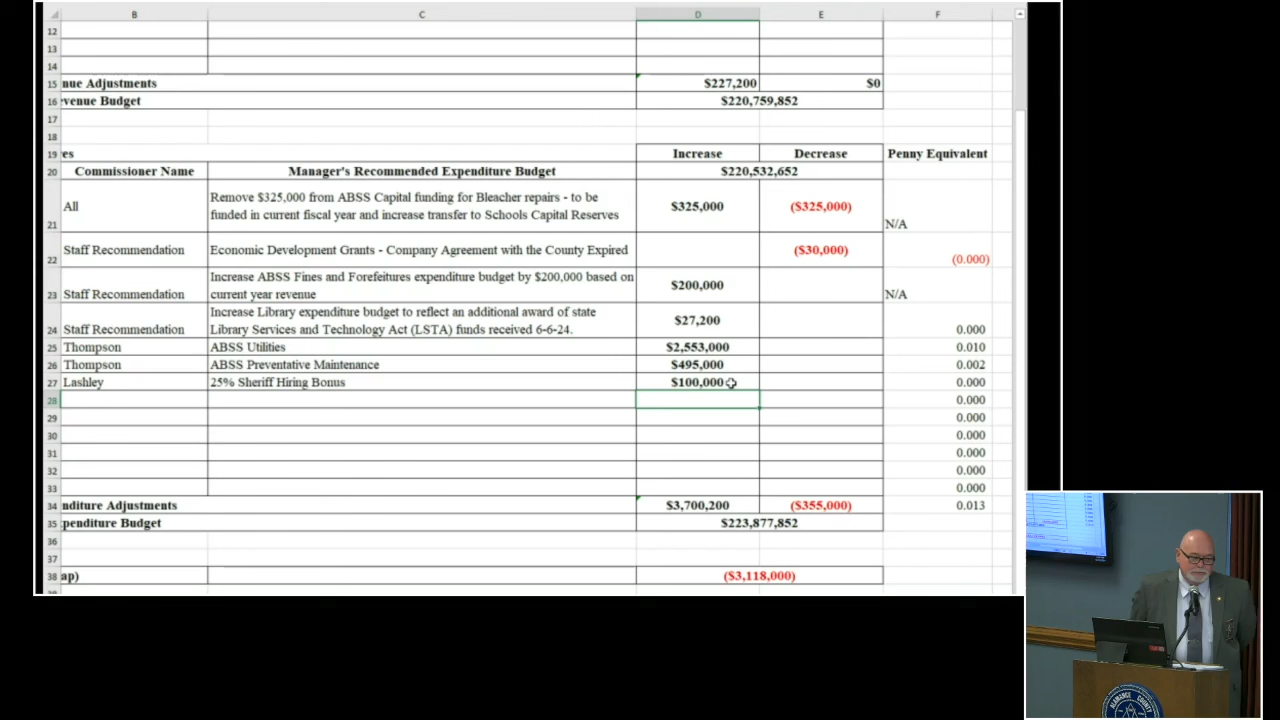 B C D E F
12
13
14
15 nue Adjustments $227,200 $0
16 venue Budget $220,759,852
17
18
19 es Increase Decrease Penny Equivalent
20 Commissioner Name Manager's Recommended Expenditure Budget $220,532,652
All Remove $325,000 from ABSS Capital funding for Bleacher repairs - to be
funded in current fiscal year and increase transfer to Schools Capital Reserves $325,000 ($325,000)
21 N/A
Staff Recommendation Economic Development Grants - Company Agreement with the County Expired ($30,000)
22 (0.000)
Increase ABSS Fines and Forefeitures expenditure budget by $200,000 based on
23 Staff Recommendation current year revenue $200,000 N/A
Increase Library expenditure budget to reflect an additional award of state
24 Staff Recommendation Library Services and Technology Act (LSTA) funds received 6-6-24. $27,200 0.000
25 Thompson ABSS Utilities $2,553,000 0.010
26 Thompson ABSS Preventative Maintenance $495,000 0.002
27 Lashley 25% Sheriff Hiring Bonus $100,000 0.000
28 0.000
29 0.000
30 0.000
31 0.000
32 0.000
33 0.000
34 nditure Adjustments $3,700,200 ($355,000) 0.013
35 penditure Budget $223,877,852
36
37
38 ap) ($3,118,000)
ALAMANCE COUNTY